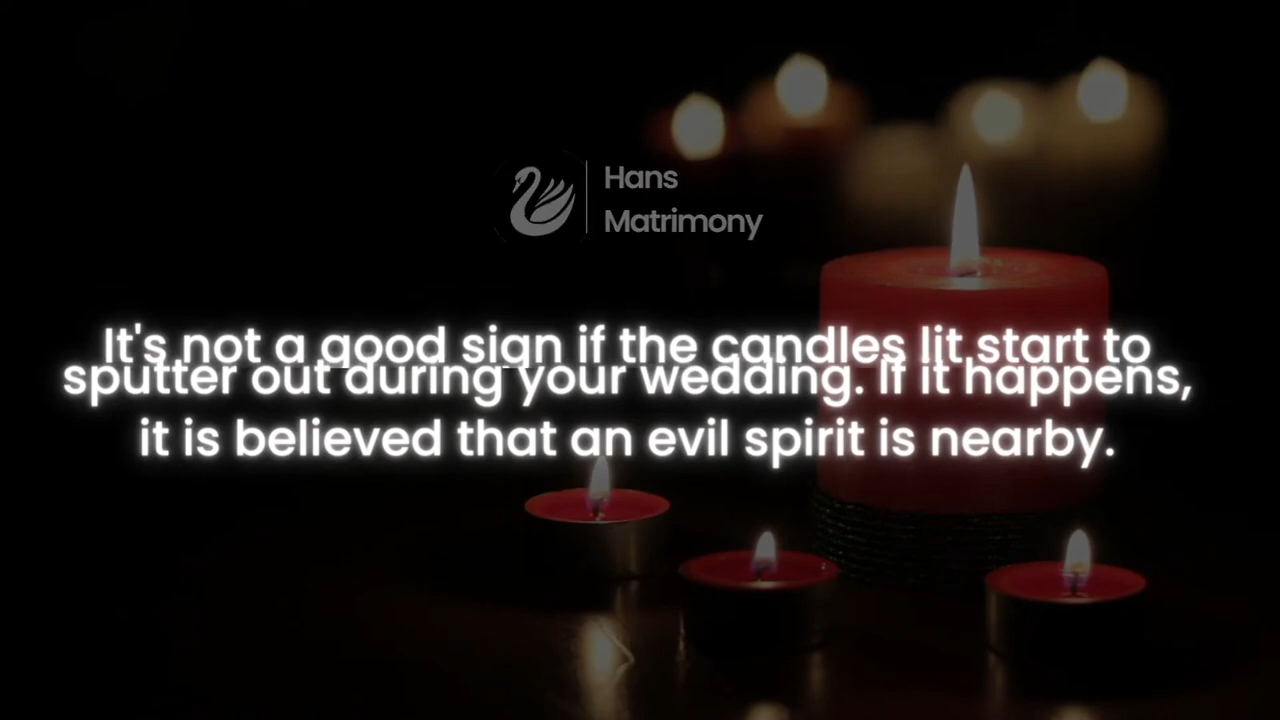 Hans
Matrimony
It's not a good sign if the candles lit start to
sputter out during your wedding. If it happens,
it is believed that an evil spirit is nearby.